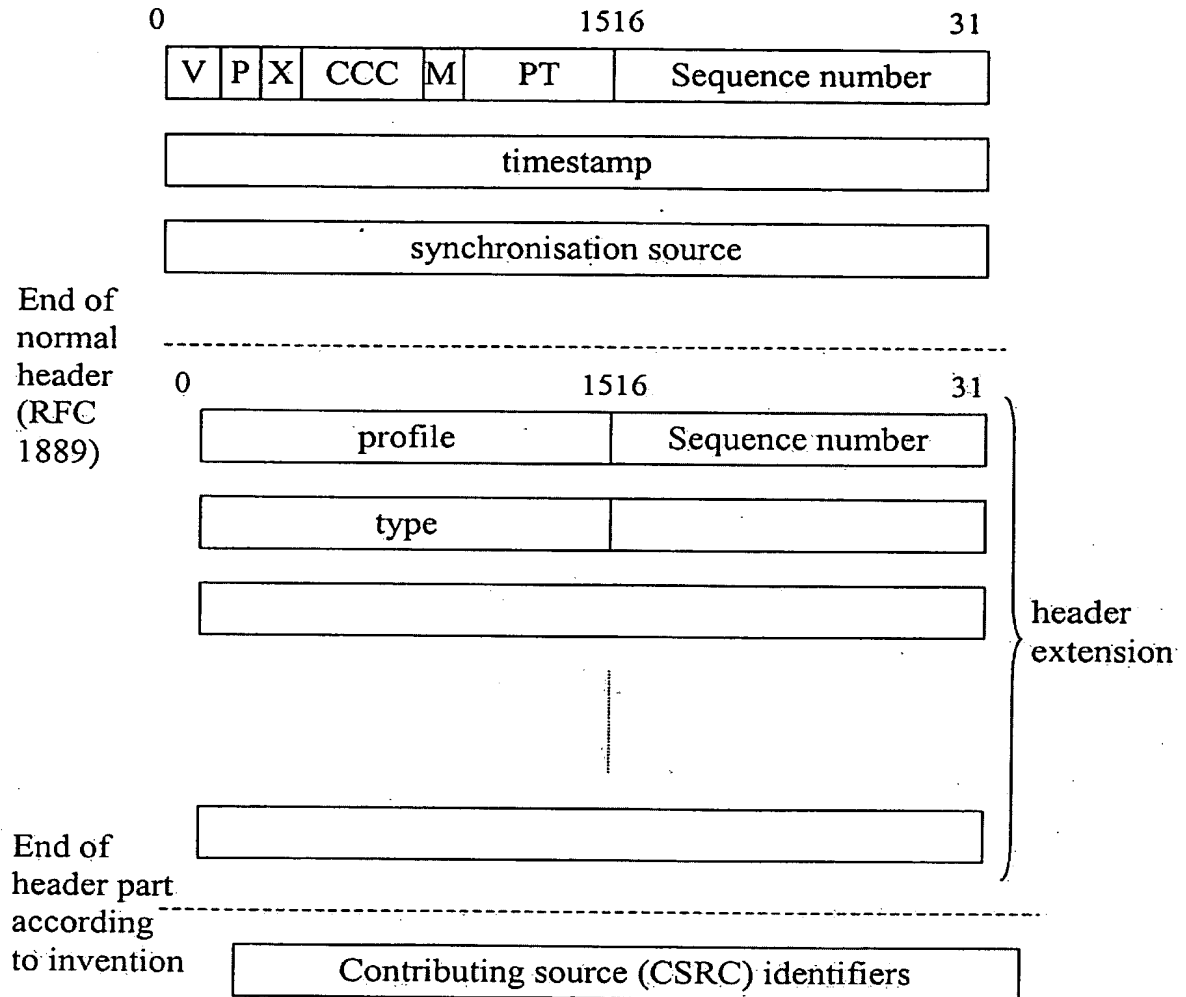 0 1516 31
V P X CCC M PT Sequence number
timestamp
synchronisation source
End of
normal
header
(RFC
1889)
0 1516 31
profile Sequence number
type
header
extension
End of
header part
according
to invention
Contributing source (CSRC) identifiers